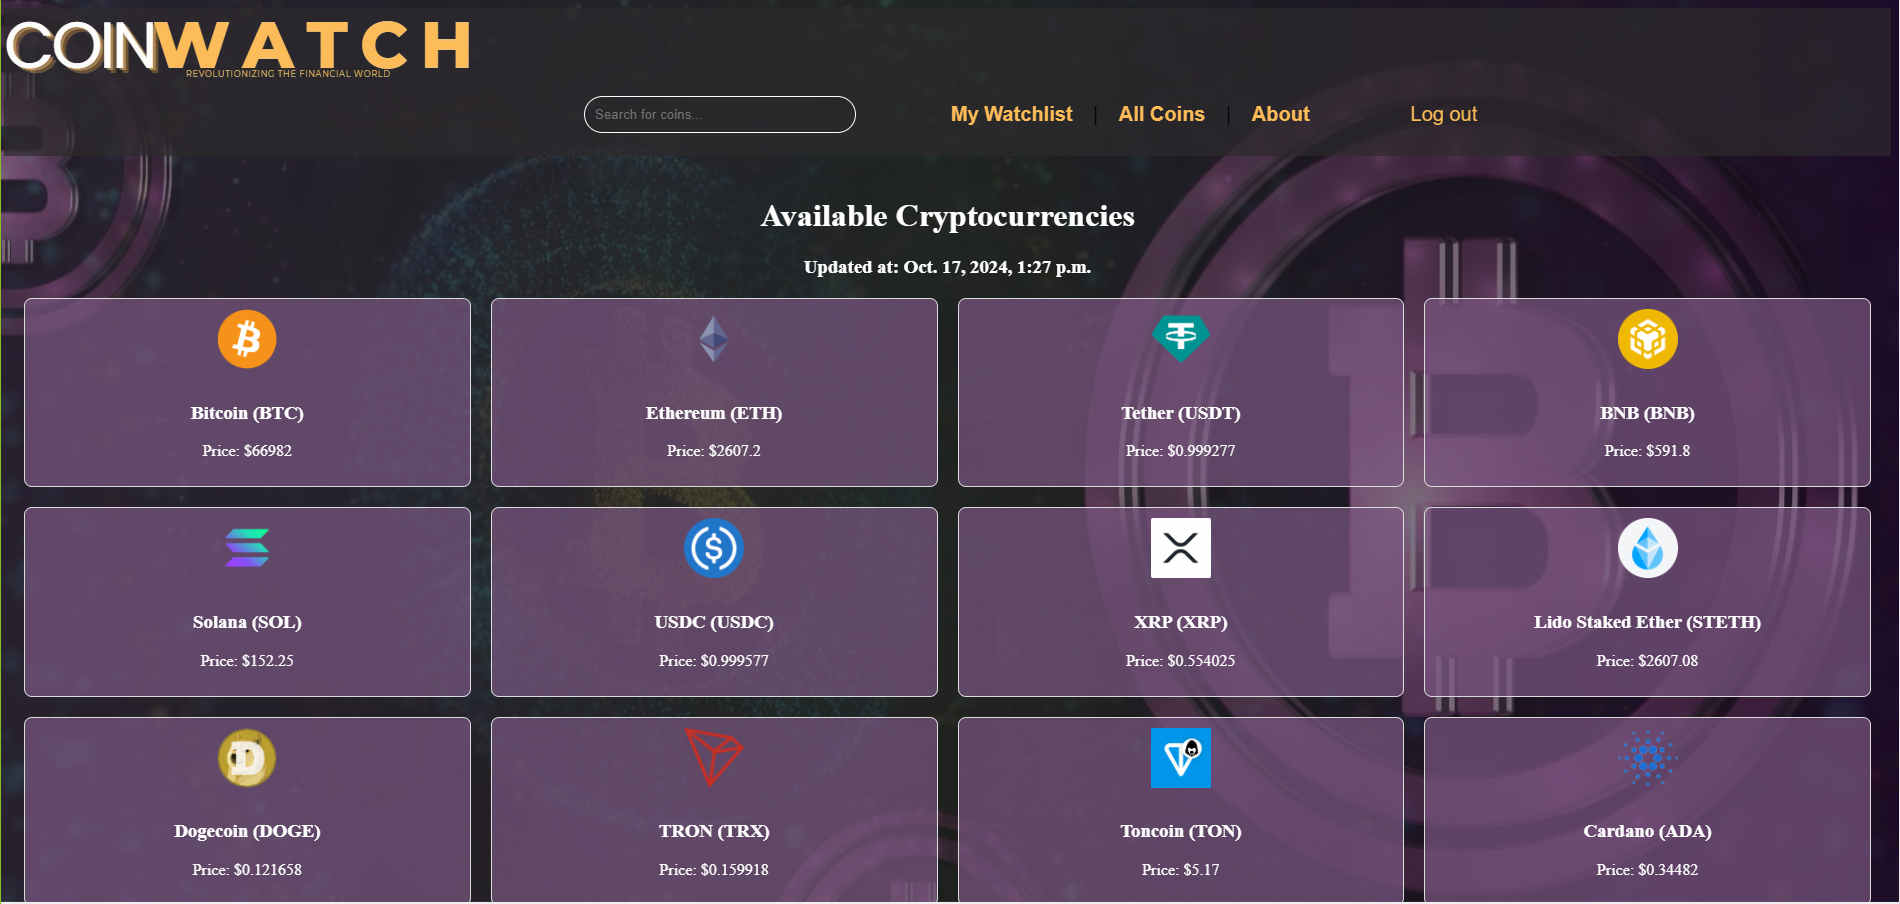 COINWATCH
REVOLUTIONIZING THE FINANCIAL WORLD
Search for coins...
My Watchlist | All Coins | About
Log out
Available Cryptocurrencies
Updated at: Oct. 17, 2024, 1:27 p.m.
Bitcoin (BTC)
Price: $66982
Ethereum (ETH)
Price: $2607.2
Tether (USDT)
Price: $0.999277
BNB (BNB)
Price: $591.8
Solana (SOL)
Price: $152.25
USDC (USDC)
Price: $0.999577
XRP (XRP)
Price: $0.554025
Lido Staked Ether (STETH)
Price: $2607.08
Dogecoin (DOGE)
Price: $0.121658
TRON (TRX)
Price: $0.159918
Toncoin (TON)
Price: $5.17
Cardano (ADA)
Price: $0.34482